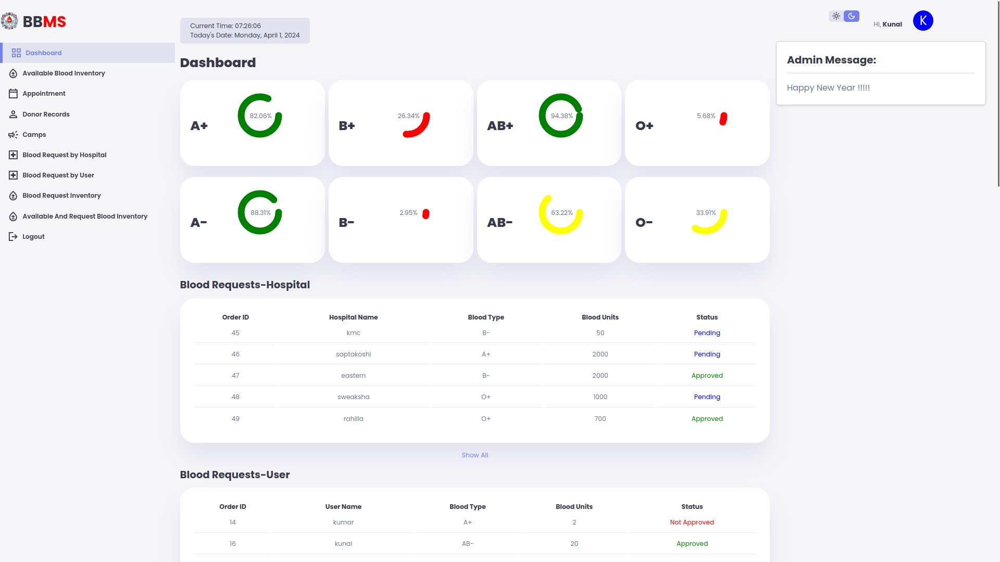 BBMS
Dashboard
Available Blood Inventory
Appointment
Donor Records
Camps
Blood Request by Hospital
Blood Request by User
Blood Request Inventory
Available And Request Blood Inventory
Logout
Current Time: 07:26:06
Today's Date: Monday, April 1, 2024
Hi, Kunal
K
Dashboard
A+ 82.06%
B+ 26.34%
AB+ 94.38%
O+ 5.68%
A- 88.31%
B- 2.95%
AB- 63.22%
O- 33.91%
Admin Message:
Happy New Year !!!!!
Blood Requests-Hospital
Order ID Hospital Name Blood Type Blood Units Status
45 kmc B- 50 Pending
46 saptakoshi A+ 2000 Pending
47 eastern B- 2000 Approved
48 sweaksha O+ 1000 Pending
49 rahilla O+ 700 Approved
Show All
Blood Requests-User
Order ID User Name Blood Type Blood Units Status
14 kumar A+ 2 Not Approved
16 kunal AB- 20 Approved